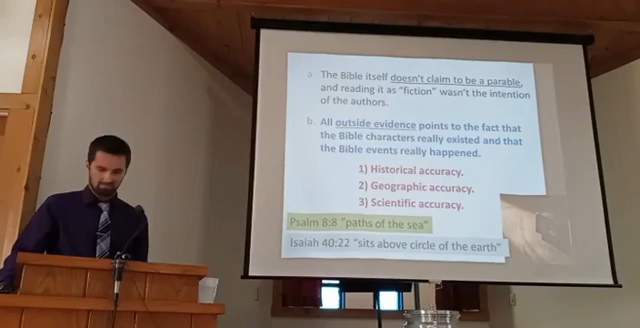 a. The Bible itself doesn't claim to be a parable,
and reading it as "fiction" wasn't the intention
of the authors.
b. All outside evidence points to the fact that
the Bible characters really existed and that
the Bible events really happened.
1) Historical accuracy.
2) Geographic accuracy.
3) Scientific accuracy.
Psalm 8:8 "paths of the sea"
Isaiah 40:22 "sits above circle of the earth"